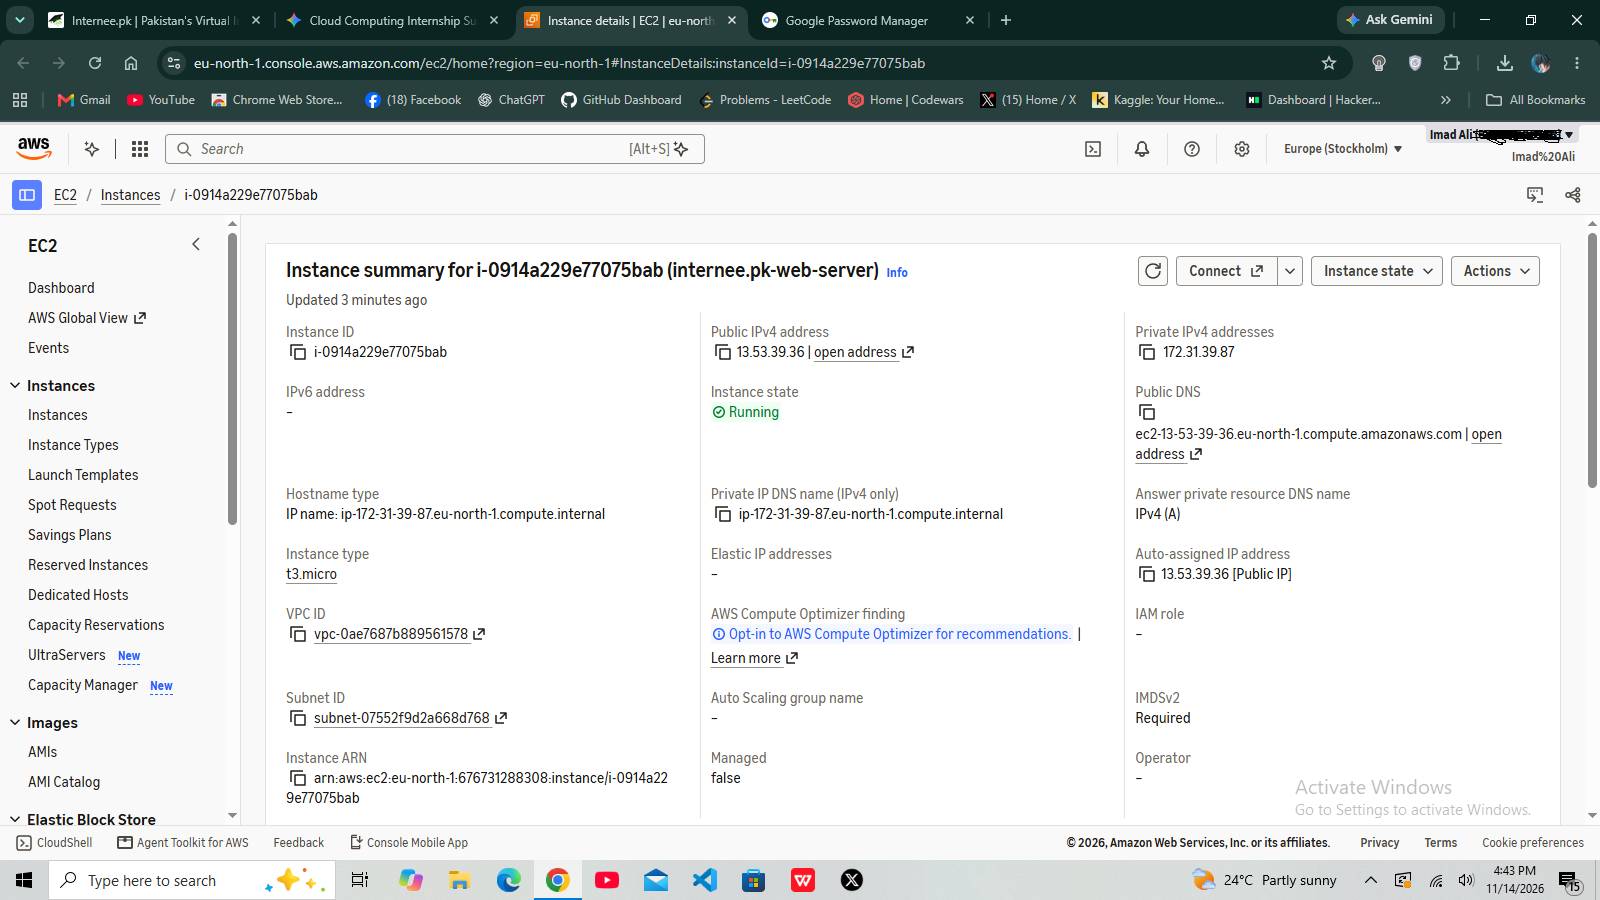 Internee.pk | Pakistan's Virtual I
Cloud Computing Internship Su
Instance details | EC2 | eu-north
Google Password Manager
Ask Gemini
eu-north-1.console.aws.amazon.com/ec2/home?region=eu-north-1#InstanceDetails:instanceId=i-0914a229e77075bab
Gmail
YouTube
Chrome Web Store...
(18) Facebook
ChatGPT
GitHub Dashboard
Problems - LeetCode
Home | Codewars
(15) Home / X
Kaggle: Your Home...
Dashboard | Hacker...
All Bookmarks
aws
Search
[Alt+S]
Europe (Stockholm)
Imad Ali
Imad%20Ali
EC2 / Instances / i-0914a229e77075bab
EC2
Dashboard
AWS Global View
Events
Instances
Instances
Instance Types
Launch Templates
Spot Requests
Savings Plans
Reserved Instances
Dedicated Hosts
Capacity Reservations
UltraServers New
Capacity Manager New
Images
AMIs
AMI Catalog
Elastic Block Store
Instance summary for i-0914a229e77075bab (internee.pk-web-server) Info
Updated 3 minutes ago
Connect
Instance state
Actions
Instance ID
i-0914a229e77075bab
Public IPv4 address
13.53.39.36 | open address
Private IPv4 addresses
172.31.39.87
IPv6 address
–
Instance state
Running
Public DNS
ec2-13-53-39-36.eu-north-1.compute.amazonaws.com | open
address
Hostname type
IP name: ip-172-31-39-87.eu-north-1.compute.internal
Private IP DNS name (IPv4 only)
ip-172-31-39-87.eu-north-1.compute.internal
Answer private resource DNS name
IPv4 (A)
Instance type
t3.micro
Elastic IP addresses
–
Auto-assigned IP address
13.53.39.36 [Public IP]
VPC ID
vpc-0ae7687b889561578
AWS Compute Optimizer finding
Opt-in to AWS Compute Optimizer for recommendations. |
Learn more
IAM role
–
Subnet ID
subnet-07552f9d2a668d768
Auto Scaling group name
–
IMDSv2
Required
Instance ARN
arn:aws:ec2:eu-north-1:676731288308:instance/i-0914a22
9e77075bab
Managed
false
Operator
–
Activate Windows
Go to Settings to activate Windows.
CloudShell
Agent Toolkit for AWS
Feedback
Console Mobile App
© 2026, Amazon Web Services, Inc. or its affiliates.
Privacy
Terms
Cookie preferences
Type here to search
24°C Partly sunny
4:43 PM
11/14/2026
15